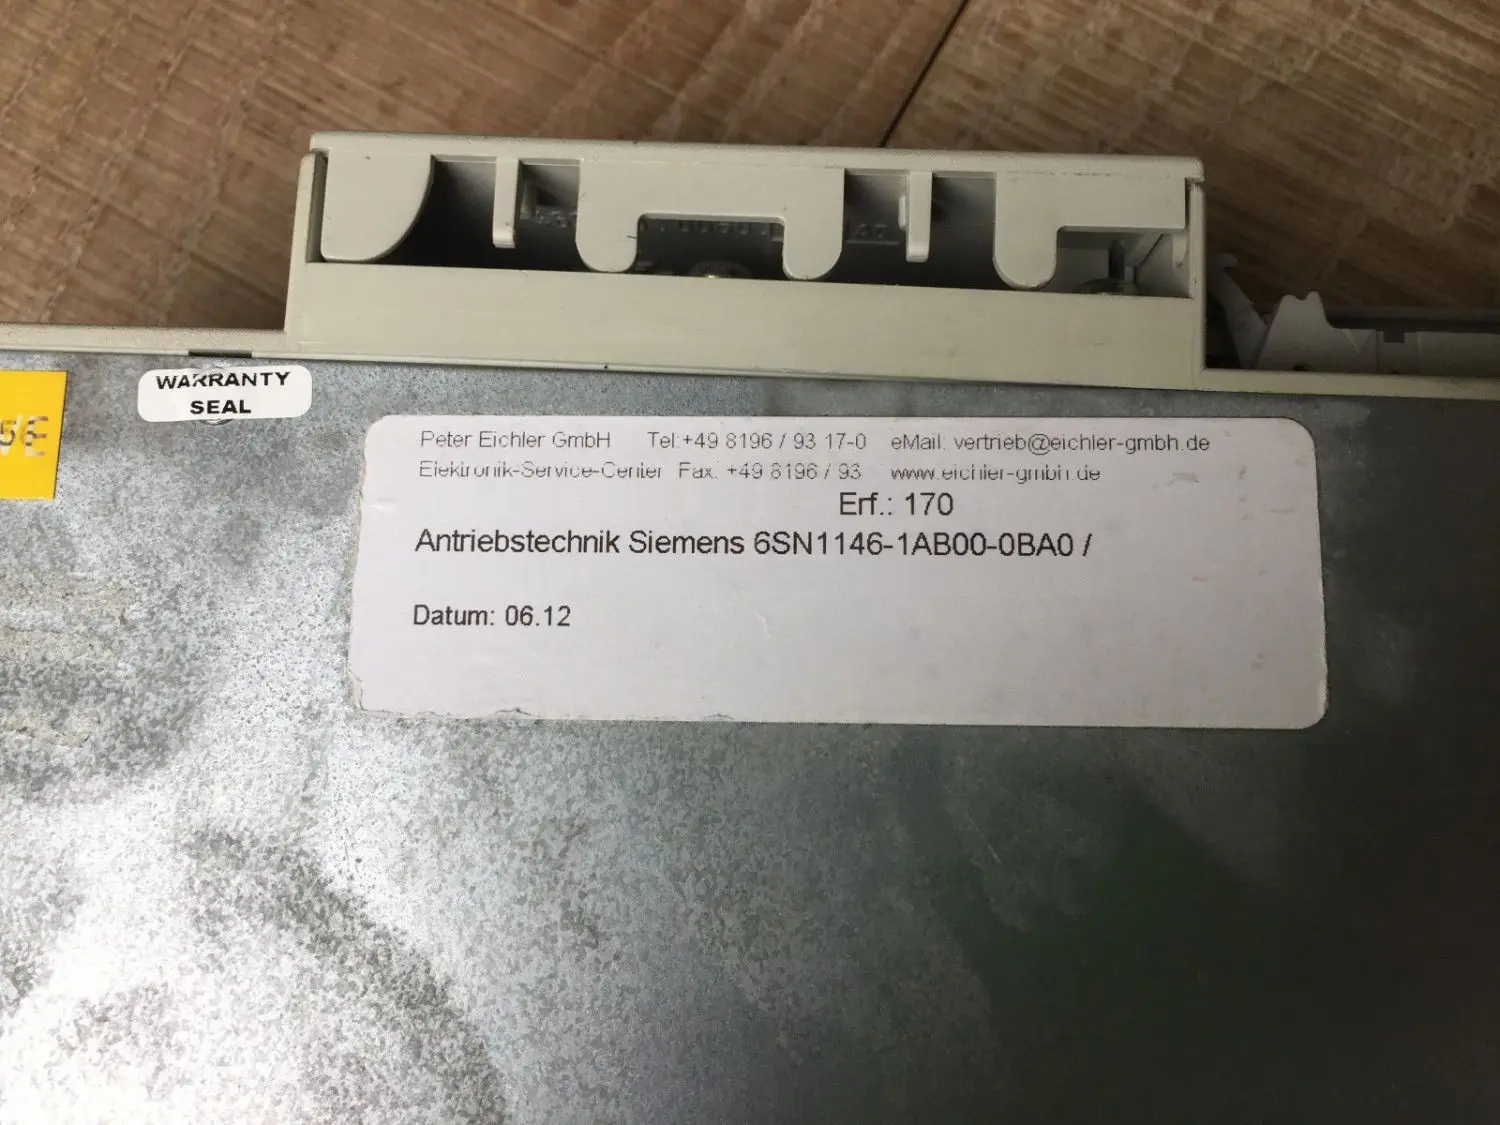 WARRANTY
SEAL
Peter Eichler GmbH Tel.:+49 8196 / 93 17-0 eMail: vertrieb@eichler-gmbh.de
Elektronik-Service-Center Fax.: +49 8196 / 93 www.eichler-gmbh.de
Erf.: 170
Antriebstechnik Siemens 6SN1146-1AB00-0BA0 /
Datum: 06.12